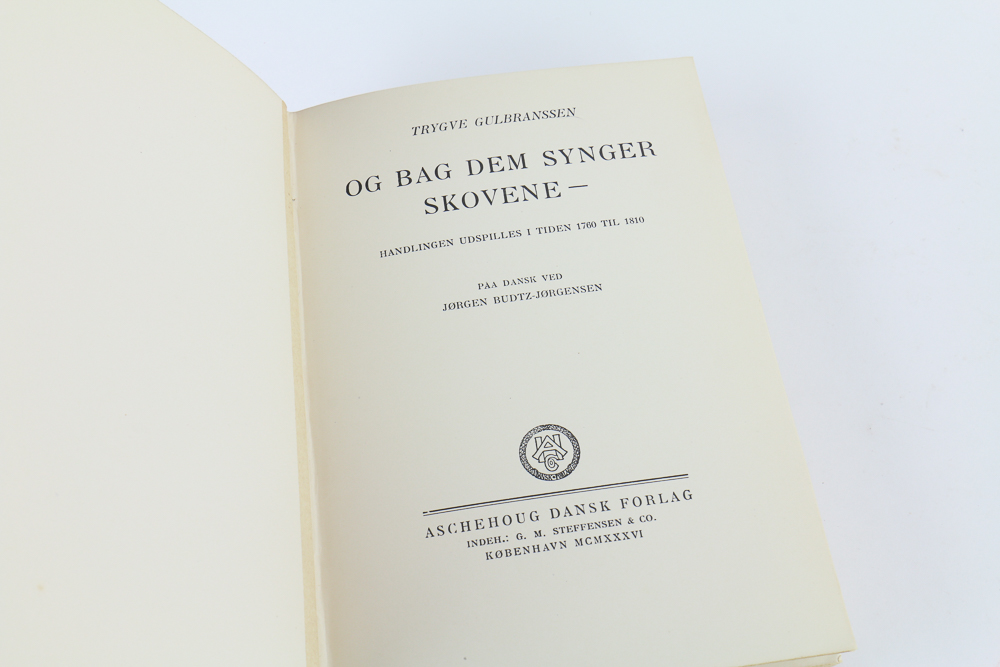 TRYGVE GULBRANSSEN
OG BAG DEM SYNGER
SKOVENE —
HANDLINGEN UDSPILLES I TIDEN 1760 TIL 1810
PAA DANSK VED
JØRGEN BUDTZ-JØRGENSEN
ASCHEHOUG DANSK FORLAG
INDEH.: G. M. STEFFENSEN & CO.
KØBENHAVN MCMXXXVI